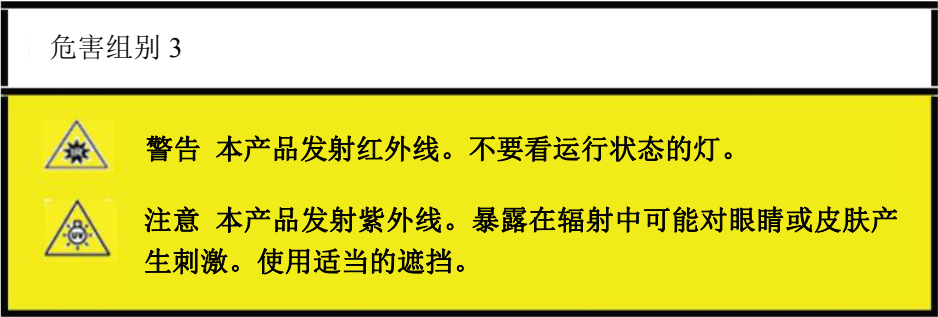 危害组别 3
警告 本产品发射红外线。不要看运行状态的灯。
注意 本产品发射紫外线。暴露在辐射中可能对眼睛或皮肤产
生刺激。使用适当的遮挡。
UV